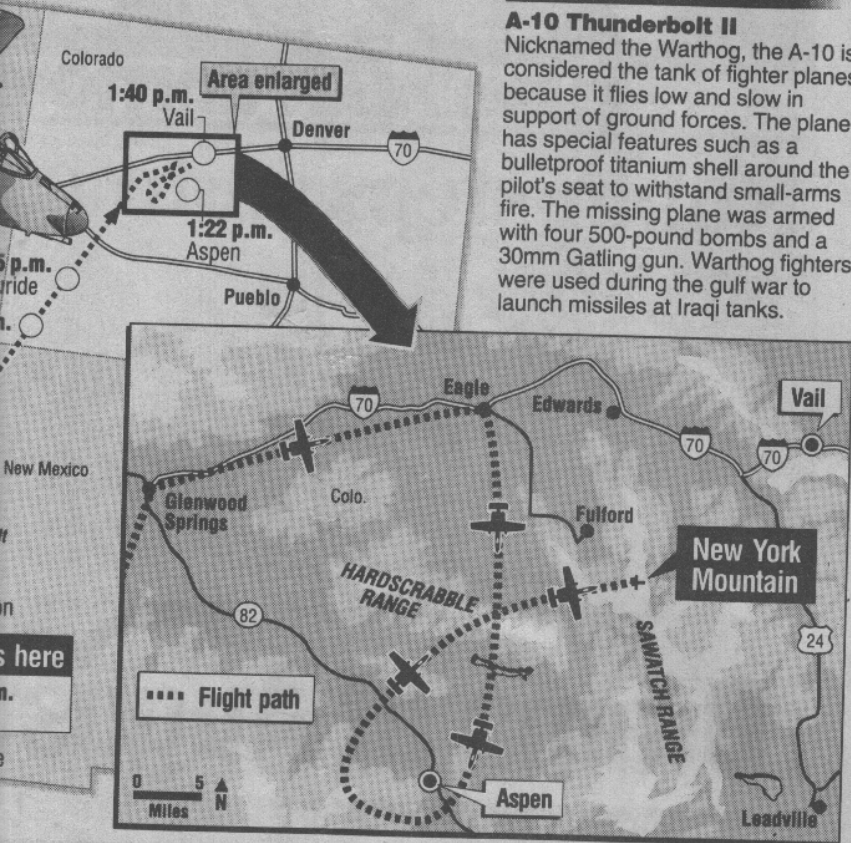 A-10 Thunderbolt II
Nicknamed the Warthog, the A-10 is
considered the tank of fighter planes
because it flies low and slow in
support of ground forces. The plane
has special features such as a
bulletproof titanium shell around the
pilot's seat to withstand small-arms
fire. The missing plane was armed
with four 500-pound bombs and a
30mm Gatling gun. Warthog fighters
were used during the gulf war to
launch missiles at Iraqi tanks.
Colorado
Area enlarged
1:40 p.m.
Vail
Denver
70
1:22 p.m.
Aspen
p.m.
Pueblo
New Mexico
s here
Eagle
70
Edwards
Vail
70
70
Glenwood
Springs
Colo.
Fulford
New York
Mountain
HARDSCRABBLE
RANGE
82
SAWATCH RANGE
24
Flight path
0 5
Miles
N
Aspen
Leadville